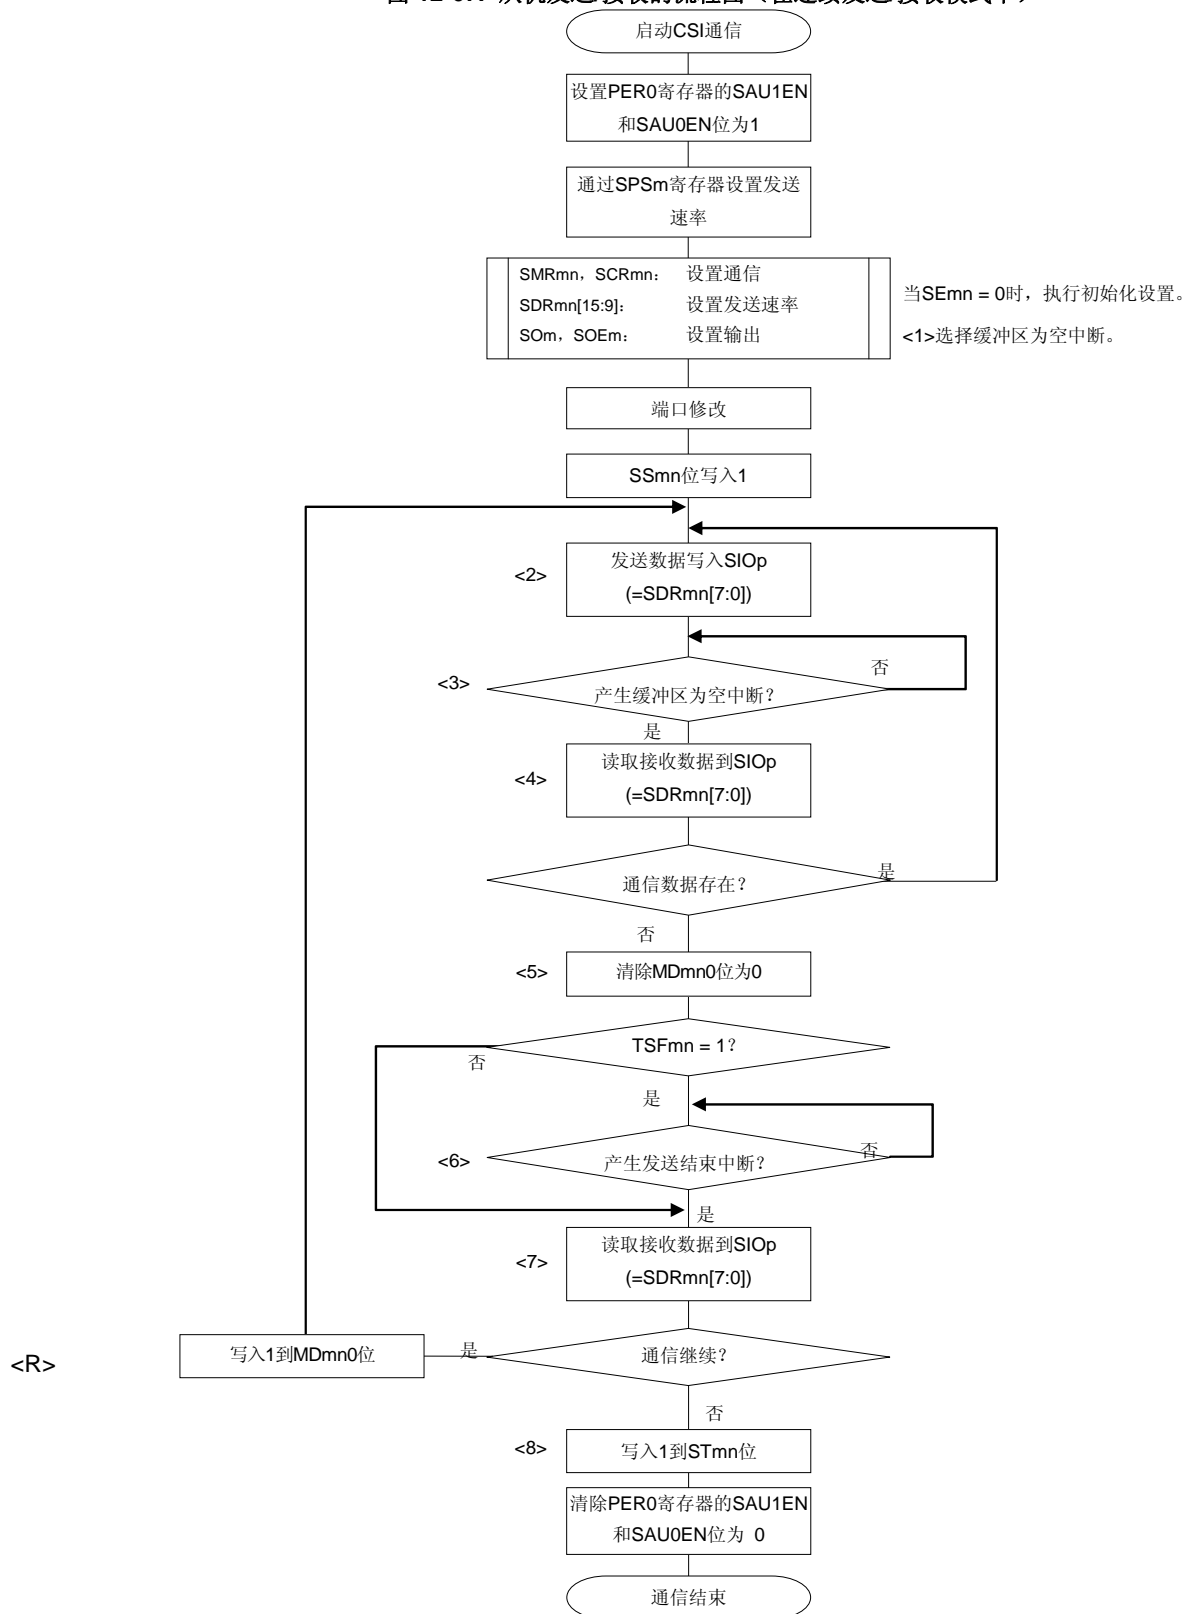 启动CSI通信
设置PER0寄存器的SAU1EN
和SAU0EN位为1
通过SPSm寄存器设置发送
速率
SMRmn，SCRmn： 设置通信
SDRmn[15:9]： 设置发送速率
SOm，SOEm： 设置输出
当SEmn = 0时，执行初始化设置。
<1>选择缓冲区为空中断。
端口修改
SSmn位写入1
<2>
发送数据写入SIOp
(=SDRmn[7:0])
否
<3>
产生缓冲区为空中断？
是
<4>
读取接收数据到SIOp
(=SDRmn[7:0])
通信数据存在？
是
否
<5>
清除MDmn0位为0
TSFmn = 1？
否
是
<6>
产生发送结束中断？
否
是
<7>
读取接收数据到SIOp
(=SDRmn[7:0])
<R>
写入1到MDmn0位
是
通信继续？
否
<8>
写入1到STmn位
清除PER0寄存器的SAU1EN
和SAU0EN位为 0
通信结束